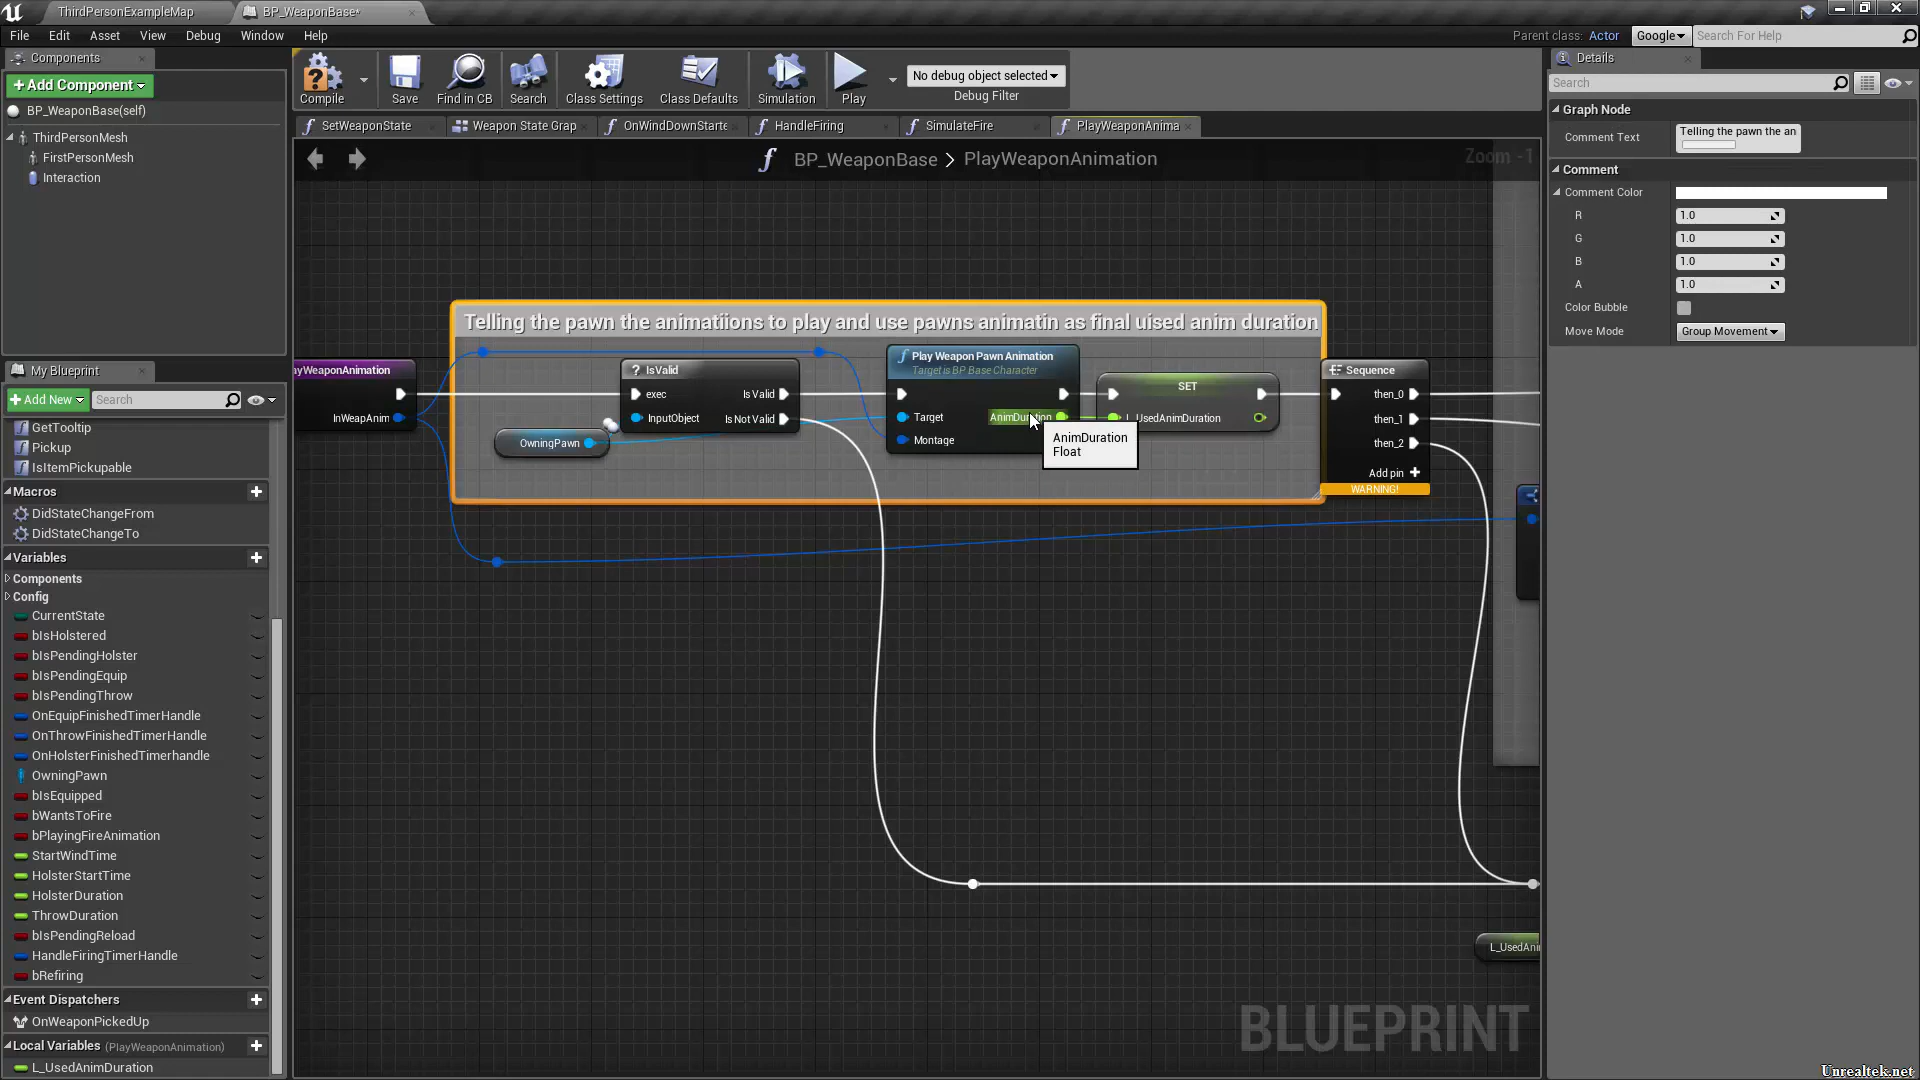 ThirdPersonExampleMap
BP_WeaponBase*
File Edit Asset View Debug Window Help
Parent class: Actor
Google
Search For Help
Components
+Add Component
BP_WeaponBase(self)
ThirdPersonMesh
FirstPersonMesh
Interaction
My Blueprint
+Add New
Search
GetTooltip
Pickup
IsItemPickupable
Macros
DidStateChangeFrom
DidStateChangeTo
Variables
Components
Config
CurrentState
bIsHolstered
bIsPendingHolster
bIsPendingEquip
bIsPendingThrow
OnEquipFinishedTimerHandle
OnThrowFinishedTimerHandle
OnHolsterFinishedTimerhandle
OwningPawn
bIsEquipped
bWantsToFire
bPlayingFireAnimation
StartWindTime
HolsterStartTime
HolsterDuration
ThrowDuration
bIsPendingReload
HandleFiringTimerHandle
bRefiring
Event Dispatchers
OnWeaponPickedUp
Local Variables (PlayWeaponAnimation)
L_UsedAnimDuration
Compile
Save
Find in CB
Search
Class Settings
Class Defaults
Simulation
Play
No debug object selected
Debug Filter
SetWeaponState
Weapon State Grap
OnWindDownStarte
HandleFiring
SimulateFire
PlayWeaponAnima
BP_WeaponBase > PlayWeaponAnimation
Zoom -1
Telling the pawn the animatiions to play and use pawns animatin as final uised anim duration
ayWeaponAnimation
InWeapAnim
? IsValid
exec
Is Valid
InputObject
Is Not Valid
OwningPawn
Play Weapon Pawn Animation
Target is BP Base Character
Target
AnimDuration
Montage
SET
L_UsedAnimDuration
AnimDuration
Float
Sequence
then_0
then_1
then_2
Add pin +
WARNING!
L_UsedAni
BLUEPRINT
Details
Search
Graph Node
Comment Text
Telling the pawn the an
Comment
Comment Color
R 1.0
G 1.0
B 1.0
A 1.0
Color Bubble
Move Mode
Group Movement
Unrealtek.net